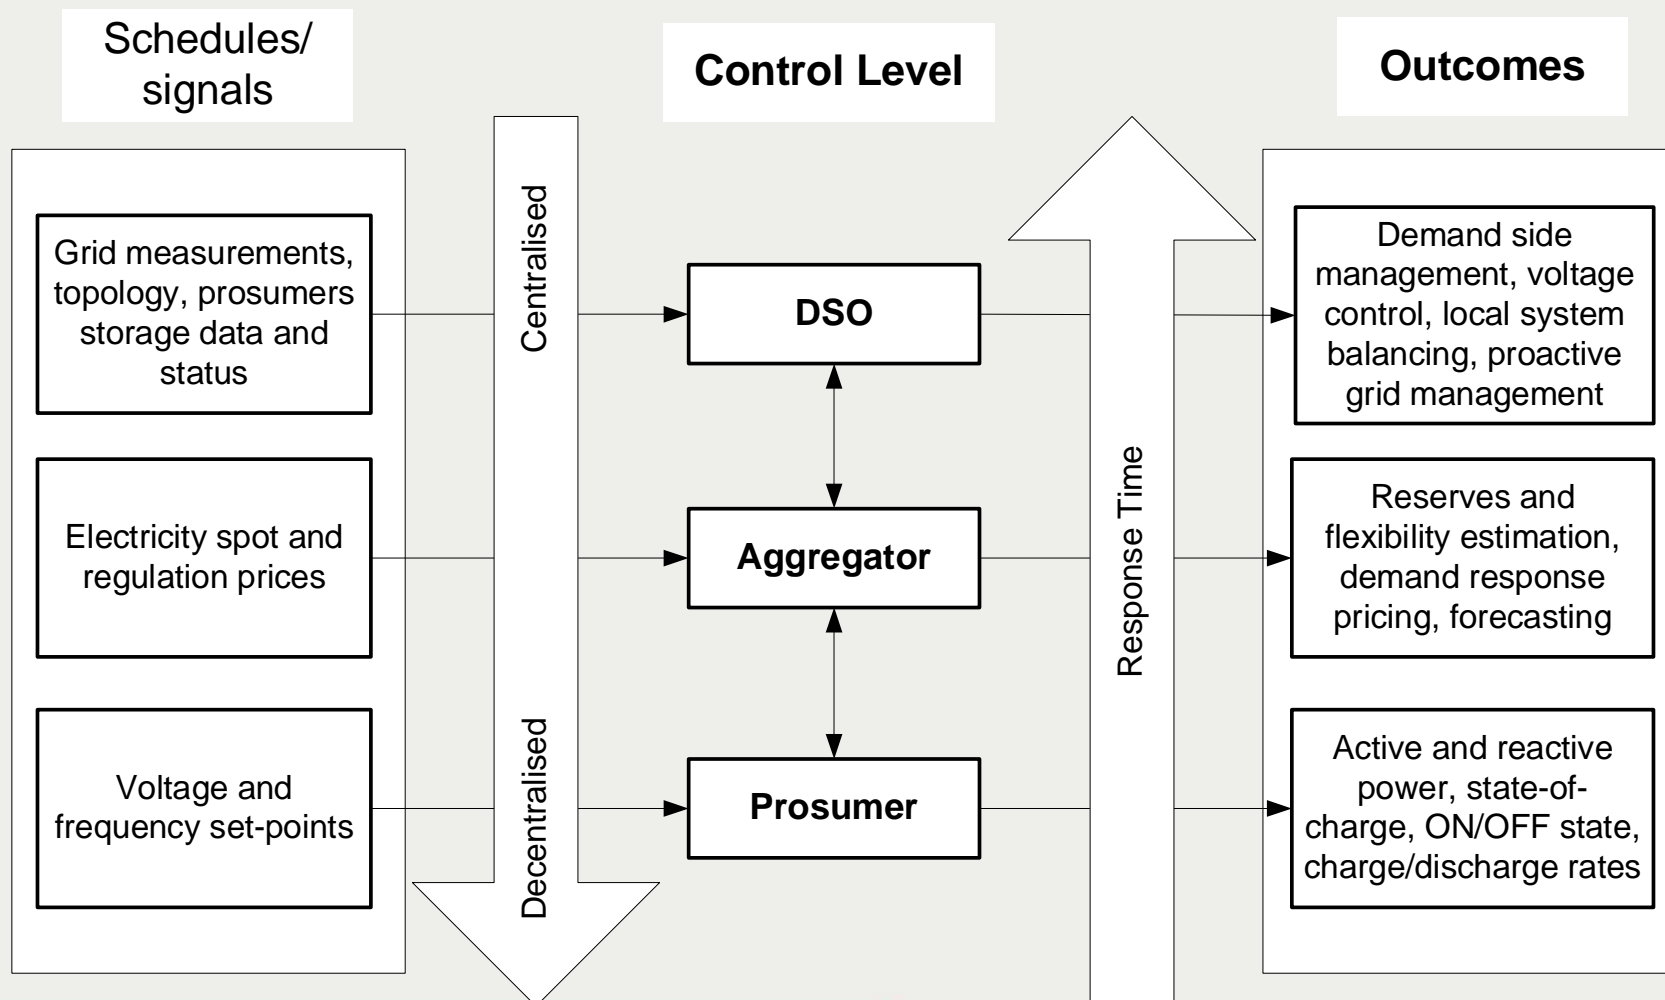 Schedules/
signals
Control Level
Outcomes
Centralised
Decentralised
Response Time
Grid measurements,
topology, prosumers
storage data and
status
DSO
Demand side
management, voltage
control, local system
balancing, proactive
grid management
Electricity spot and
regulation prices
Aggregator
Reserves and
flexibility estimation,
demand response
pricing, forecasting
Voltage and
frequency set-points
Prosumer
Active and reactive
power, state-of-
charge, ON/OFF state,
charge/discharge rates